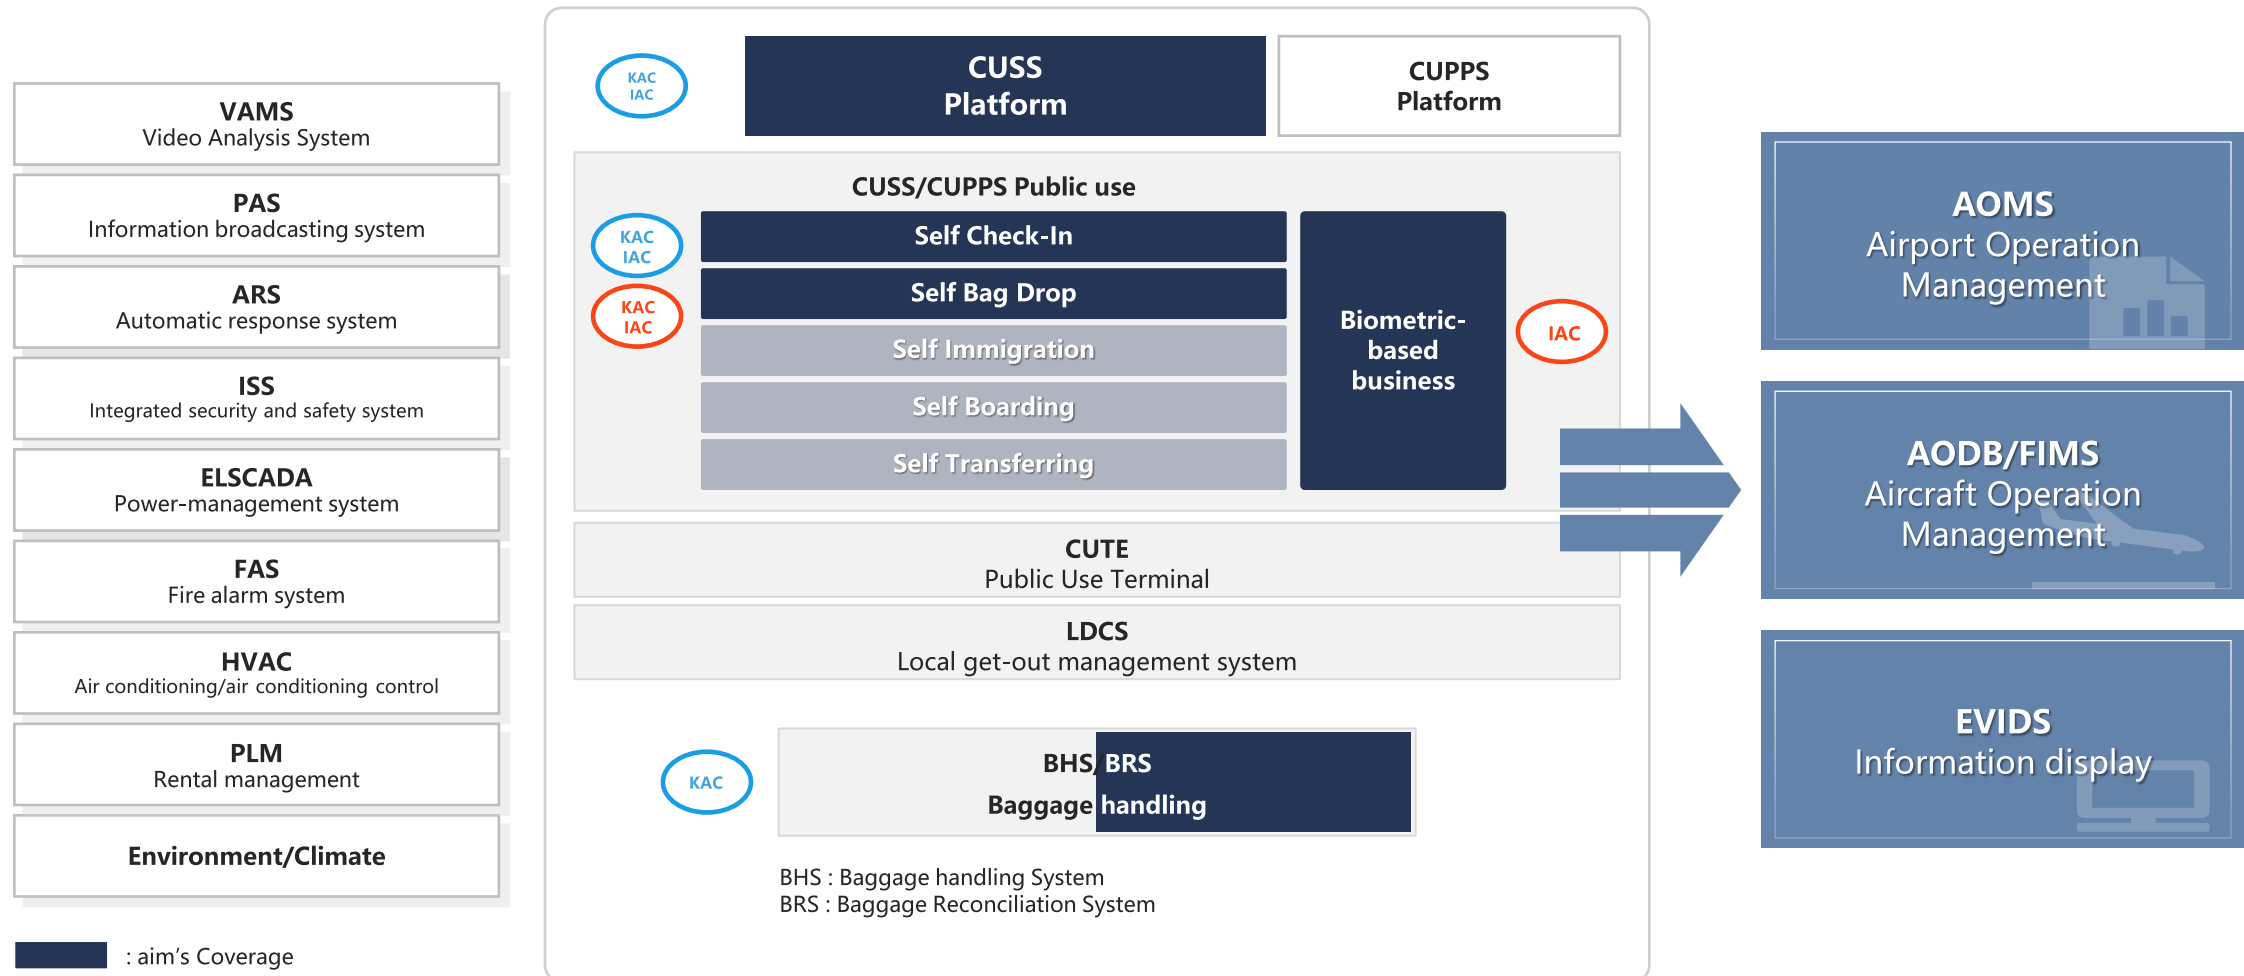 VAMS
Video Analysis System
PAS
Information broadcasting system
ARS
Automatic response system
ISS
Integrated security and safety system
ELSCADA
Power-management system
FAS
Fire alarm system
HVAC
Air conditioning/air conditioning control
PLM
Rental management
Environment/Climate
: aim's Coverage
KAC
IAC
CUSS
Platform
CUPPS
Platform
CUSS/CUPPS Public use
KAC
IAC
KAC
IAC
Self Check-In
Self Bag Drop
Self Immigration
Self Boarding
Self Transferring
Biometric-
based
business
IAC
CUTE
Public Use Terminal
LDCS
Local get-out management system
KAC
BHS/BRS
Baggage handling
BHS : Baggage handling System
BRS : Baggage Reconciliation System
AOMS
Airport Operation
Management
AODB/FIMS
Aircraft Operation
Management
EVIDS
Information display